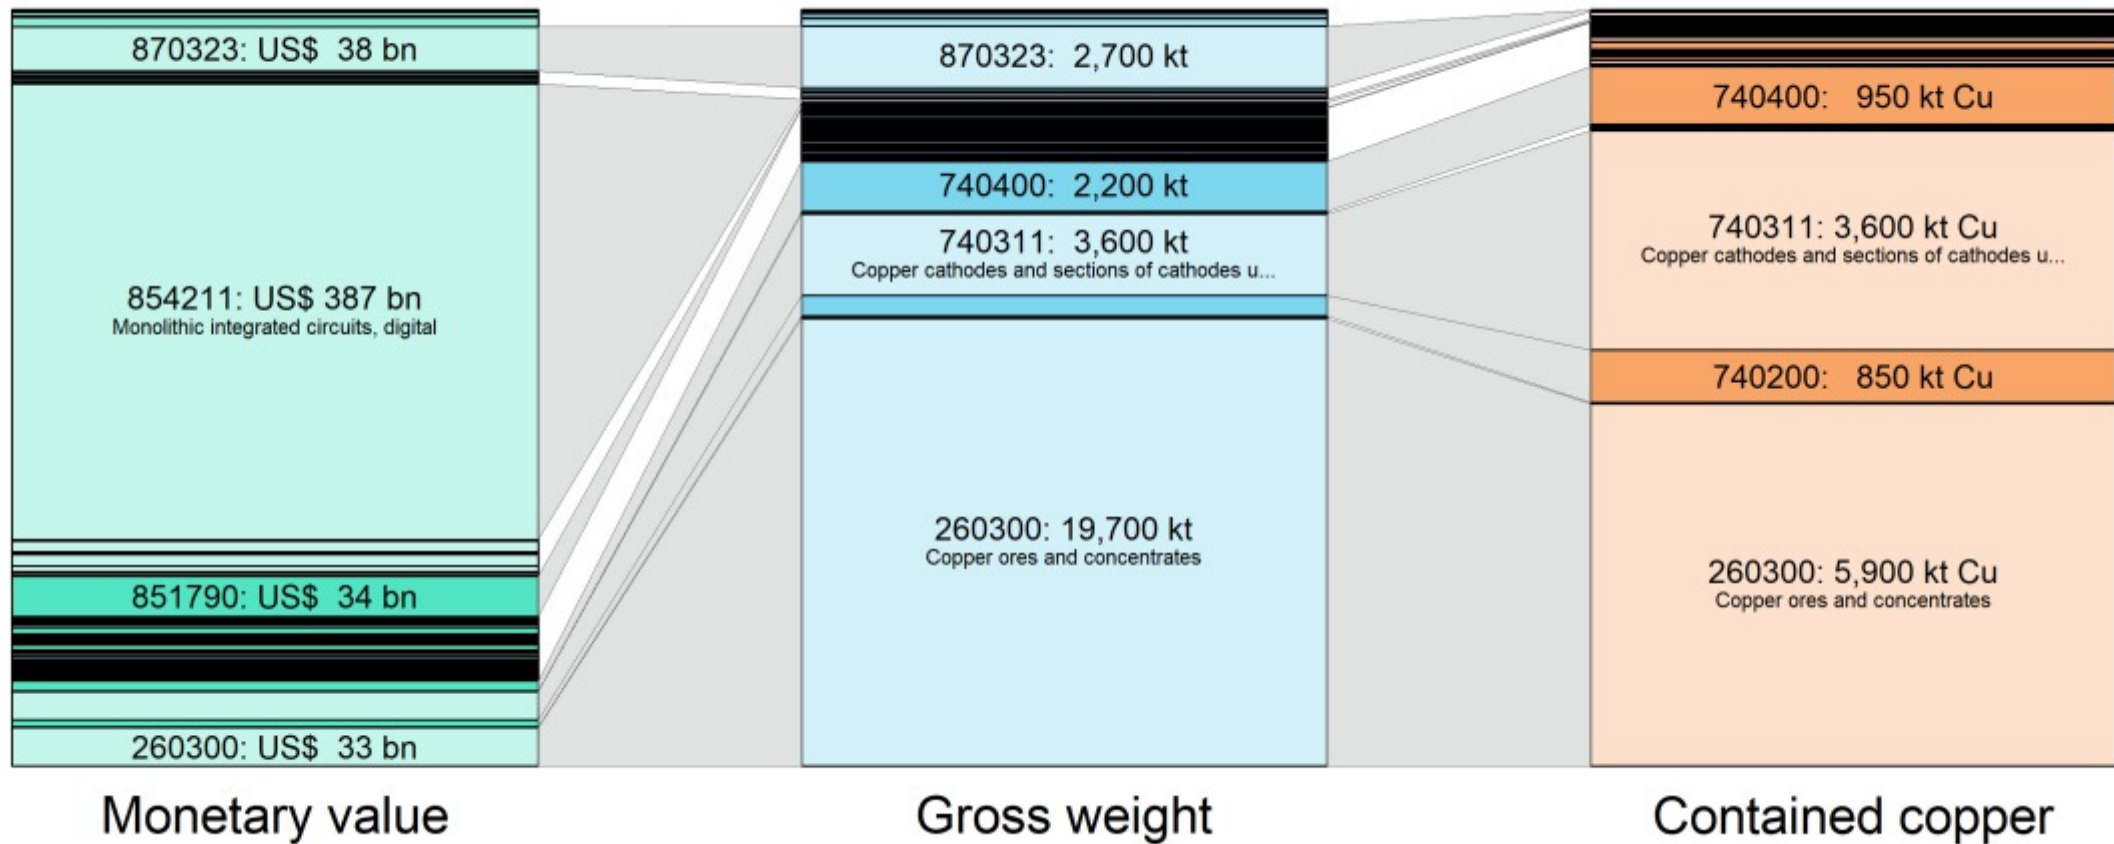 870323: US$ 38 bn
854211: US$ 387 bn
Monolithic integrated circuits, digital
851790: US$ 34 bn
260300: US$ 33 bn
Monetary value
870323: 2,700 kt
740400: 2,200 kt
740311: 3,600 kt
Copper cathodes and sections of cathodes u...
260300: 19,700 kt
Copper ores and concentrates
Gross weight
740400: 950 kt Cu
740311: 3,600 kt Cu
Copper cathodes and sections of cathodes u...
740200: 850 kt Cu
260300: 5,900 kt Cu
Copper ores and concentrates
Contained copper